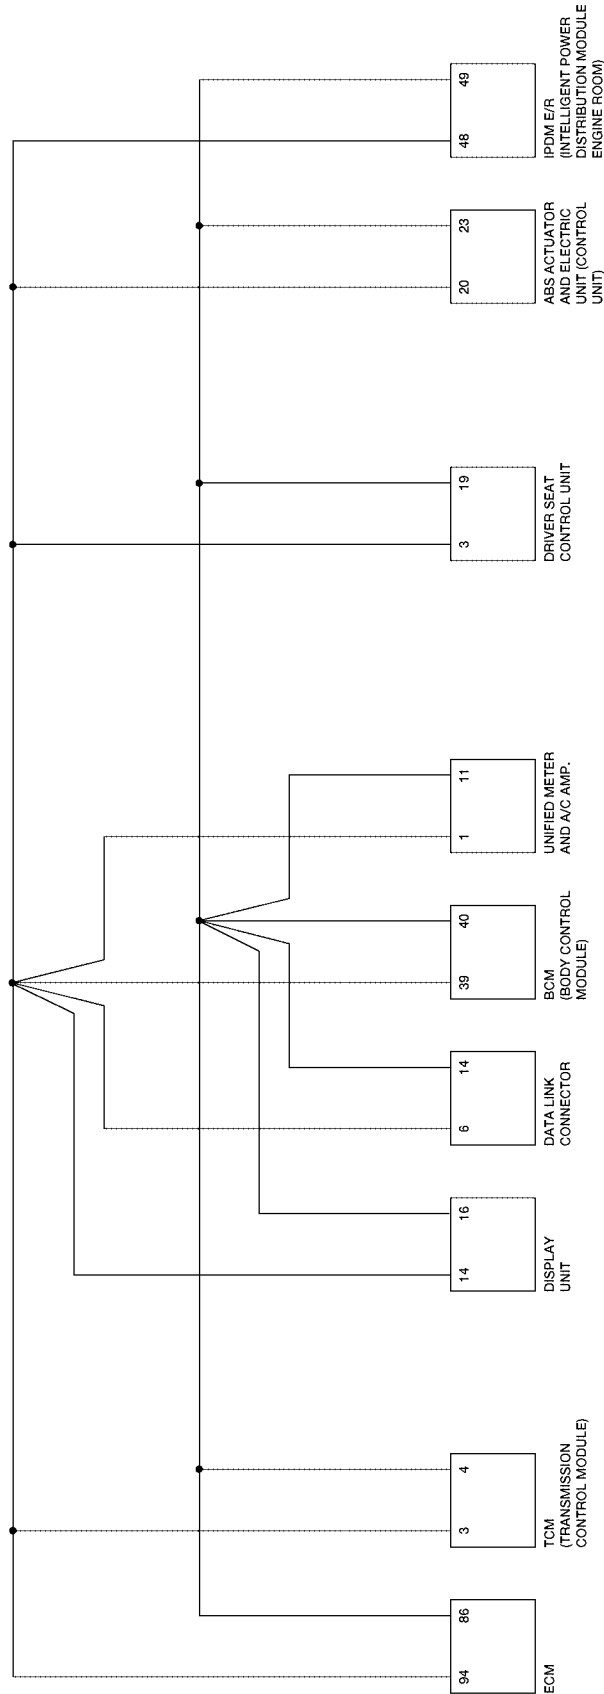 94 86
ECM
3 4
TCM
(TRANSMISSION
CONTROL MODULE)
14 16
DISPLAY
UNIT
6 14
DATA LINK
CONNECTOR
39 40
BCM
(BODY CONTROL
MODULE)
1 11
UNIFIED METER
AND A/C AMP.
3 19
DRIVER SEAT
CONTROL UNIT
20 23
ABS ACTUATOR
AND ELECTRIC
UNIT (CONTROL
UNIT)
48 49
IPDM E/R
(INTELLIGENT POWER
DISTRIBUTION MODULE
ENGINE ROOM)